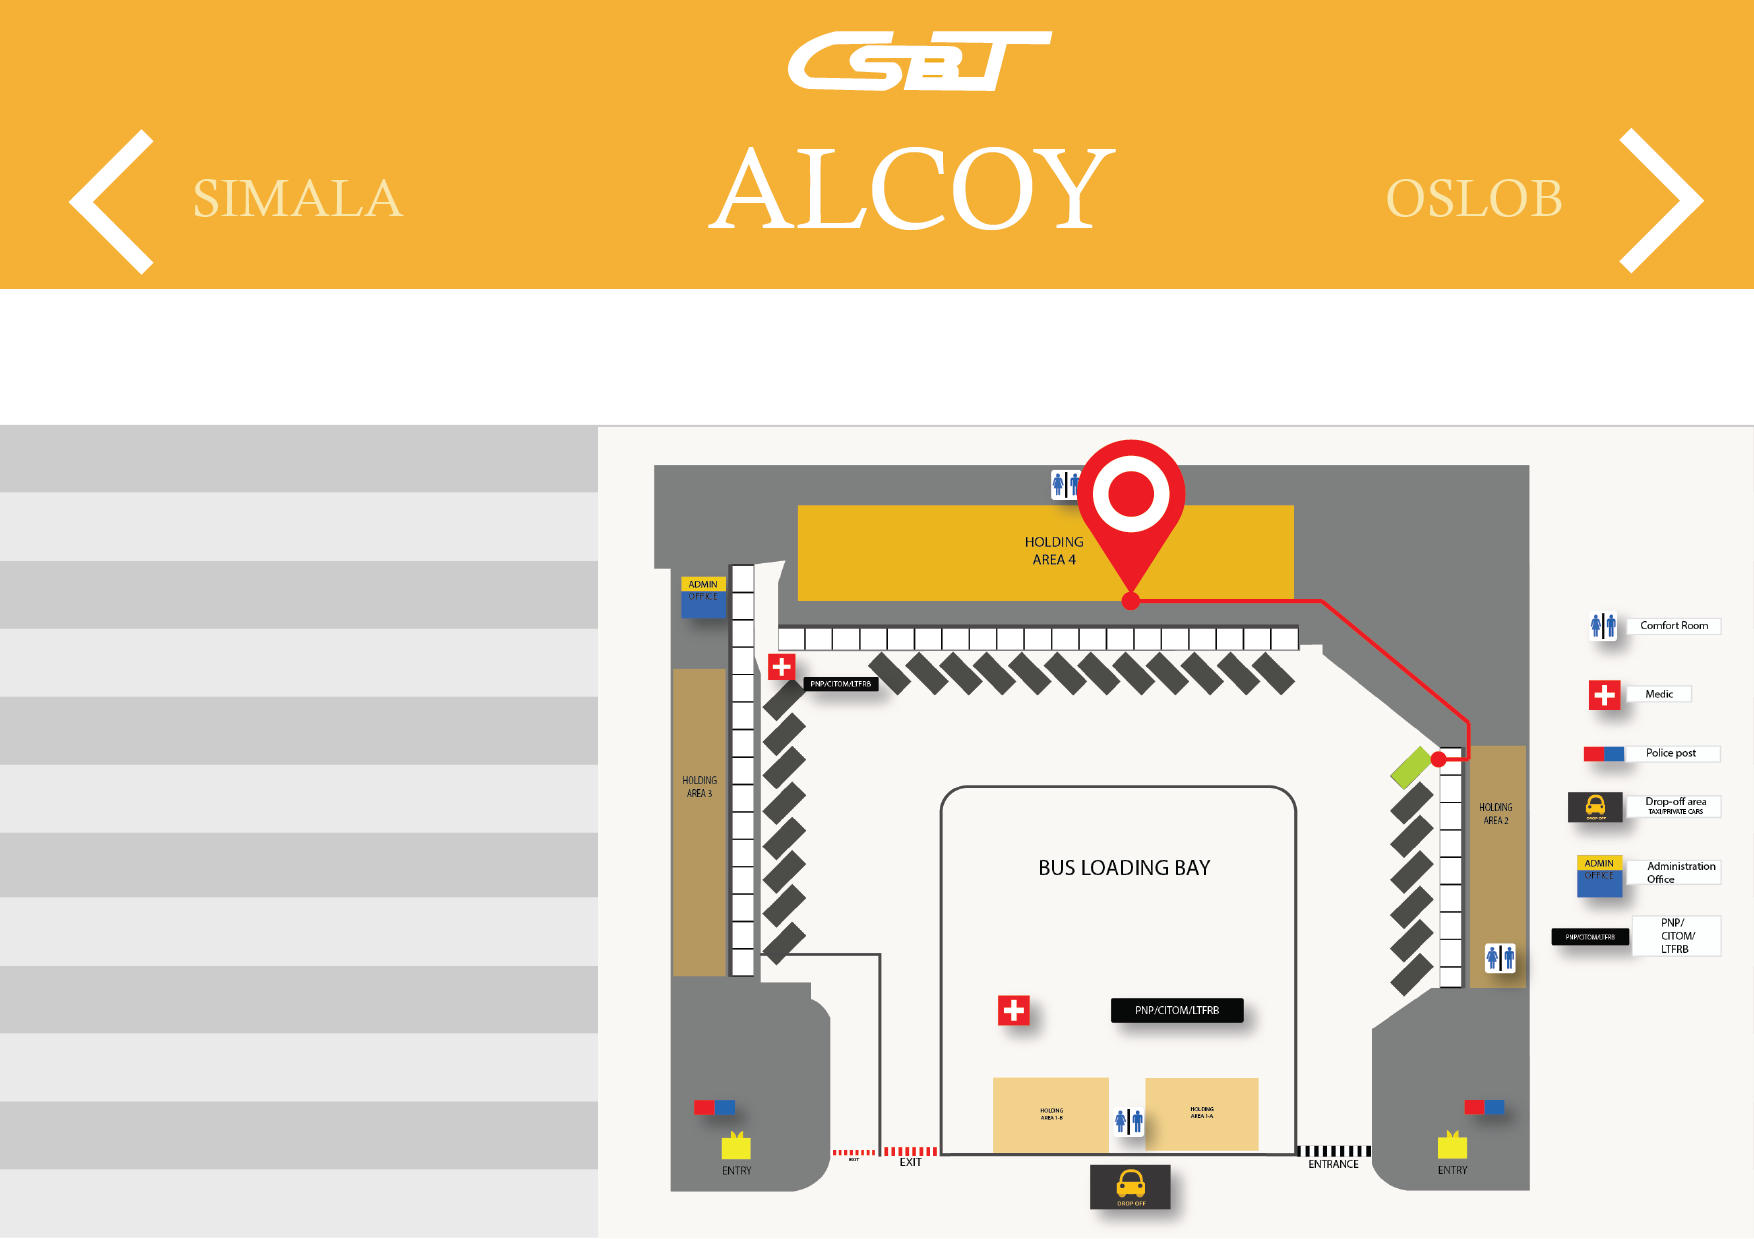 CSBT
SIMALA
ALCOY
OSLOB
HOLDING
AREA 4
ADMIN
OFFICE
PNP/CITOM/LTFRB
HOLDING
AREA 3
HOLDING
AREA 2
BUS LOADING BAY
PNP/CITOM/LTFRB
HOLDING
AREA 1-B
HOLDING
AREA 1-A
ENTRY
EXIT
EXIT
ENTRANCE
ENTRY
DROP OFF
Comfort Room
Medic
Police post
DROP OFF
Drop-off area
TAXI/PRIVATE CARS
ADMIN
OFFICE
Administration
Office
PNP/CITOM/LTFRB
PNP/
CITOM/
LTFRB